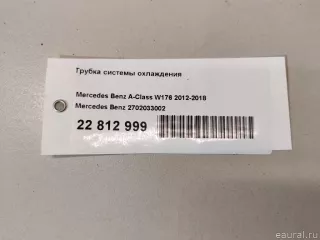 Трубка системы охлаждения
Mercedes Benz A-Class W176 2012-2018
Mercedes Benz 2702033002
22 812 999
eaural.ru